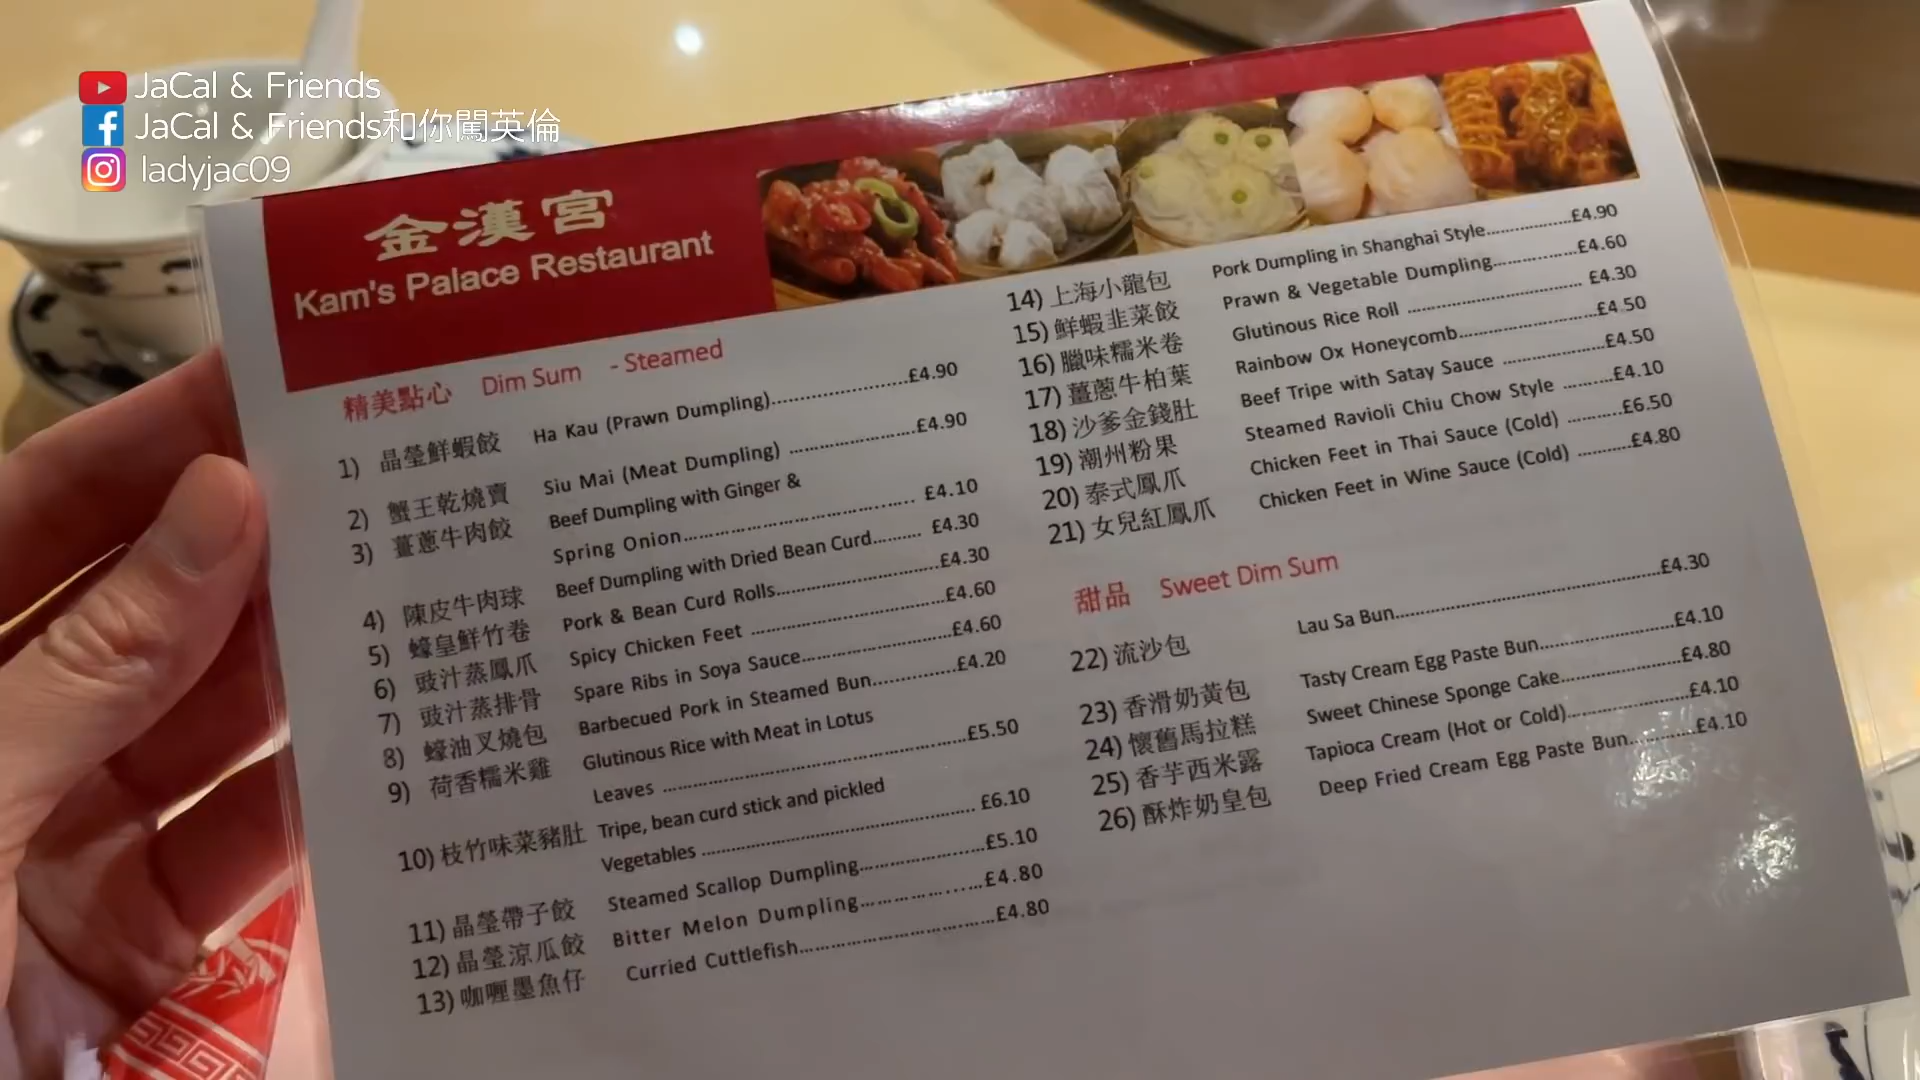 JaCal & Friends
JaCal & Friends和你闖英倫
ladyjac09
金漢宮
Kam's Palace Restaurant
精美點心 Dim Sum - Steamed
1) 晶瑩鮮蝦餃 Ha Kau (Prawn Dumpling)..........£4.90
2) 蟹王乾燒賣 Siu Mai (Meat Dumpling) ..........£4.90
3) 薑蔥牛肉餃 Beef Dumpling with Ginger &
Spring Onion.......... £4.10
4) 陳皮牛肉球 Beef Dumpling with Dried Bean Curd.......... £4.30
5) 蠔皇鮮竹卷 Pork & Bean Curd Rolls..........£4.30
6) 豉汁蒸鳳爪 Spicy Chicken Feet ..........£4.60
7) 豉汁蒸排骨 Spare Ribs in Soya Sauce..........£4.60
8) 蠔油叉燒包 Barbecued Pork in Steamed Bun..........£4.20
9) 荷香糯米雞 Glutinous Rice with Meat in Lotus
Leaves ..........£5.50
10) 枝竹味菜豬肚 Tripe, bean curd stick and pickled
Vegetables .......... £6.10
11) 晶瑩帶子餃 Steamed Scallop Dumpling..........£5.10
12) 晶瑩涼瓜餃 Bitter Melon Dumpling..........£4.80
13) 咖喱墨魚仔 Curried Cuttlefish..........£4.80
14) 上海小龍包 Pork Dumpling in Shanghai Style..........£4.90
15) 鮮蝦韭菜餃 Prawn & Vegetable Dumpling..........£4.60
16) 臘味糯米卷 Glutinous Rice Roll .......... £4.30
17) 薑蔥牛柏葉 Rainbow Ox Honeycomb..........£4.50
18) 沙爹金錢肚 Beef Tripe with Satay Sauce ..........£4.50
19) 潮州粉果 Steamed Ravioli Chiu Chow Style ..........£4.10
20) 泰式鳳爪 Chicken Feet in Thai Sauce (Cold) ..........£6.50
21) 女兒紅鳳爪 Chicken Feet in Wine Sauce (Cold) ..........£4.80
甜品 Sweet Dim Sum
22) 流沙包 Lau Sa Bun..........£4.30
23) 香滑奶黃包 Tasty Cream Egg Paste Bun..........£4.10
24) 懷舊馬拉糕 Sweet Chinese Sponge Cake..........£4.80
25) 香芋西米露 Tapioca Cream (Hot or Cold)..........£4.10
26) 酥炸奶皇包 Deep Fried Cream Egg Paste Bun..........£4.10